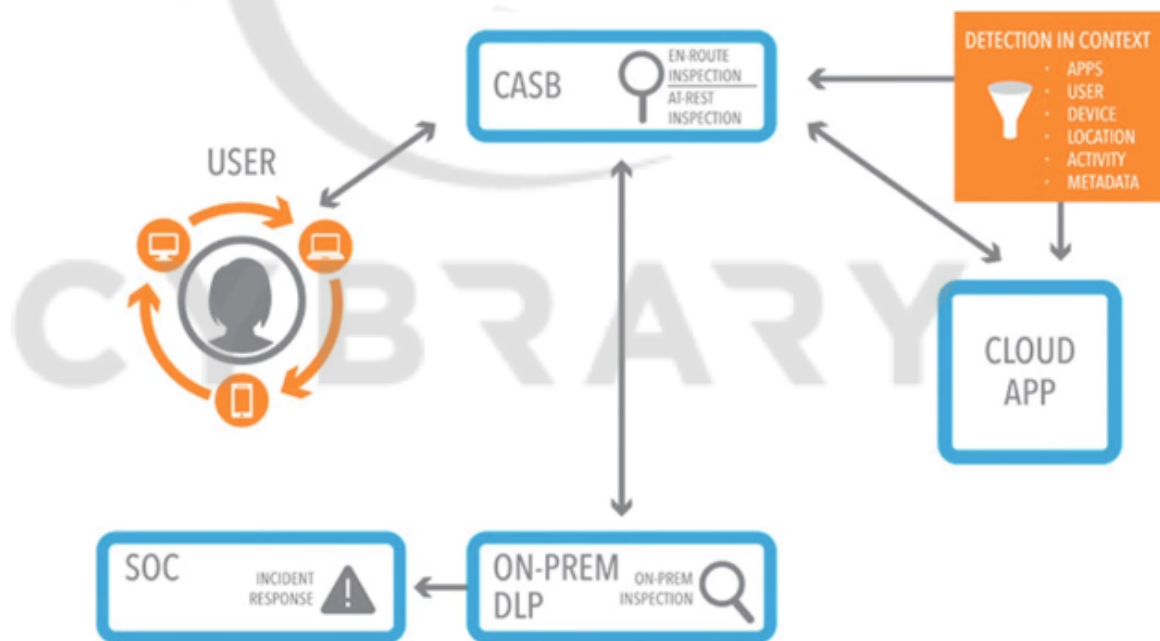 CASB
EN-ROUTE
INSPECTION
AT-REST
INSPECTION
DETECTION IN CONTEXT
· APPS
· USER
· DEVICE
· LOCATION
· ACTIVITY
· METADATA
USER
CYBRARY
CLOUD
APP
SOC
INCIDENT
RESPONSE
ON-PREM
DLP
ON-PREM
INSPECTION